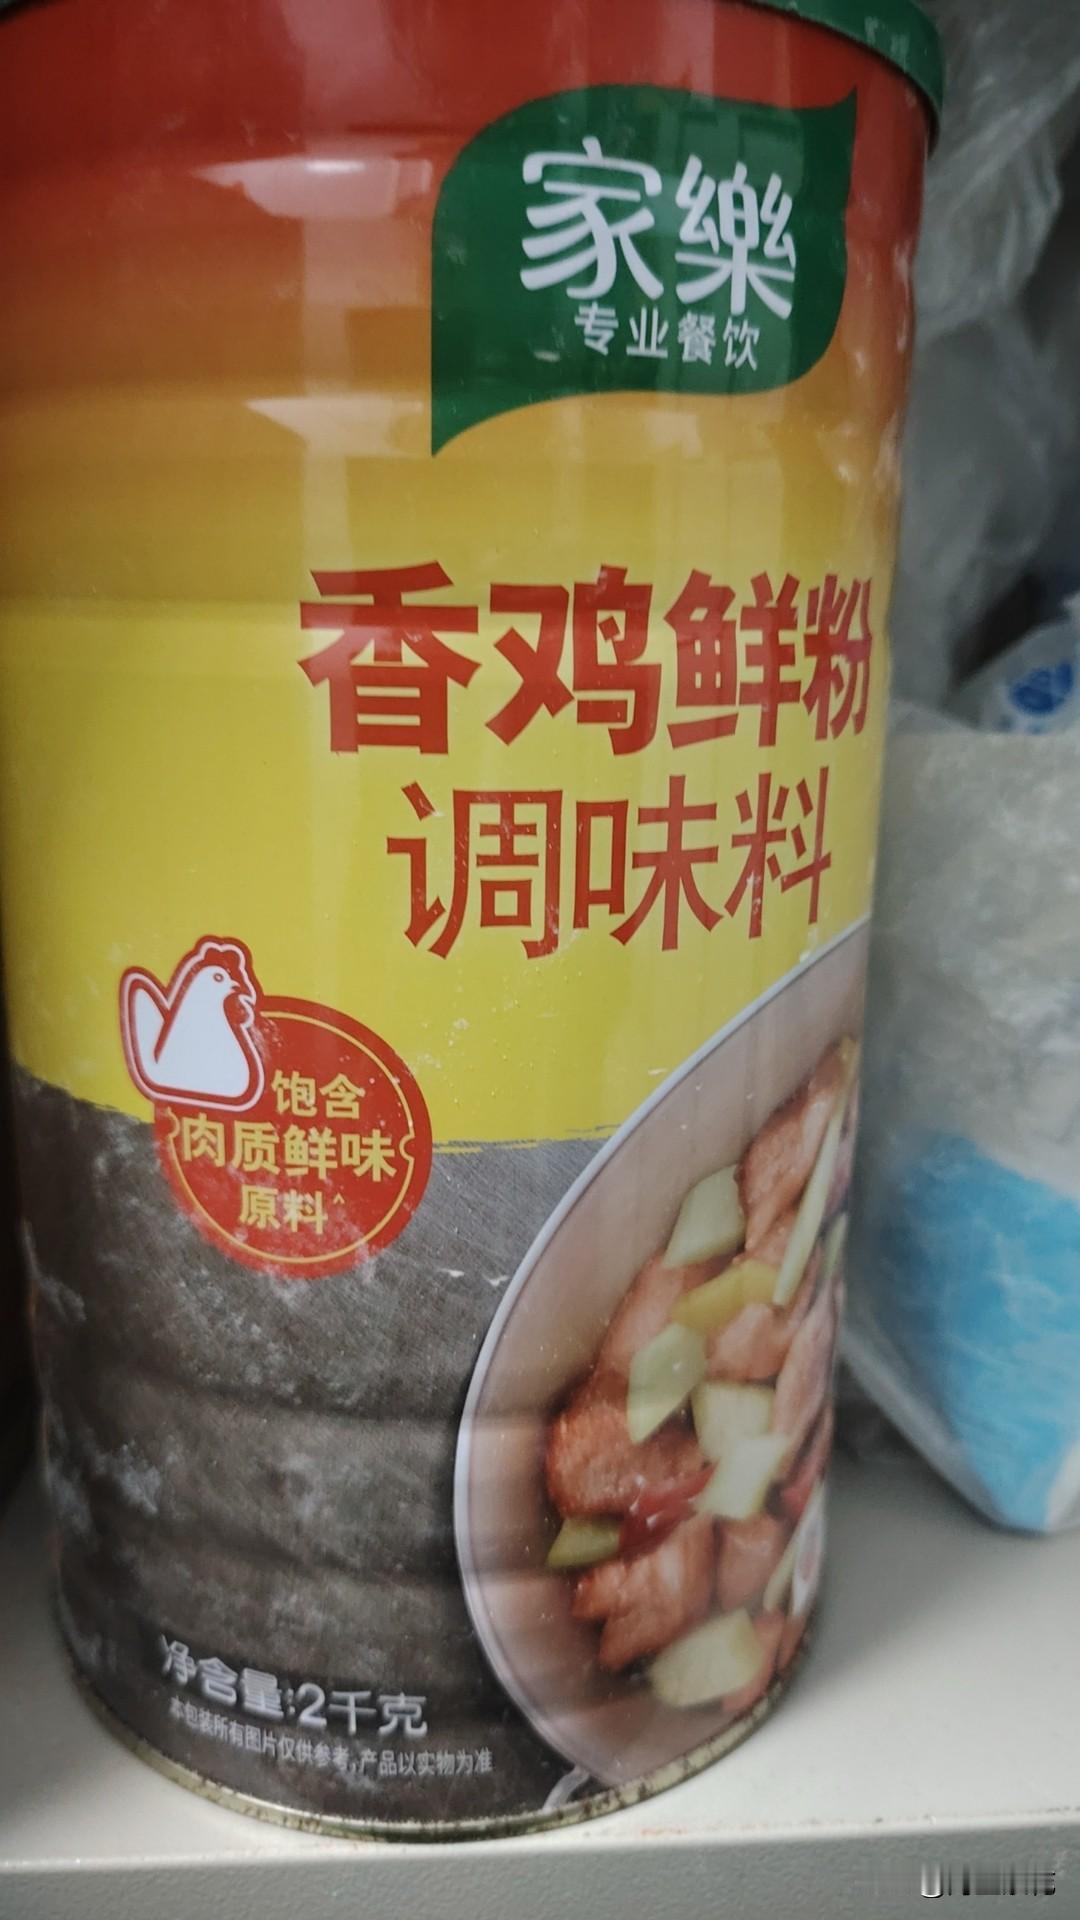 家樂
专业餐饮
香鸡鲜粉
调味料
饱含
肉质鲜味
原料^
净含量:2千克
本包装所有图片仅供参考,产品以实物为准